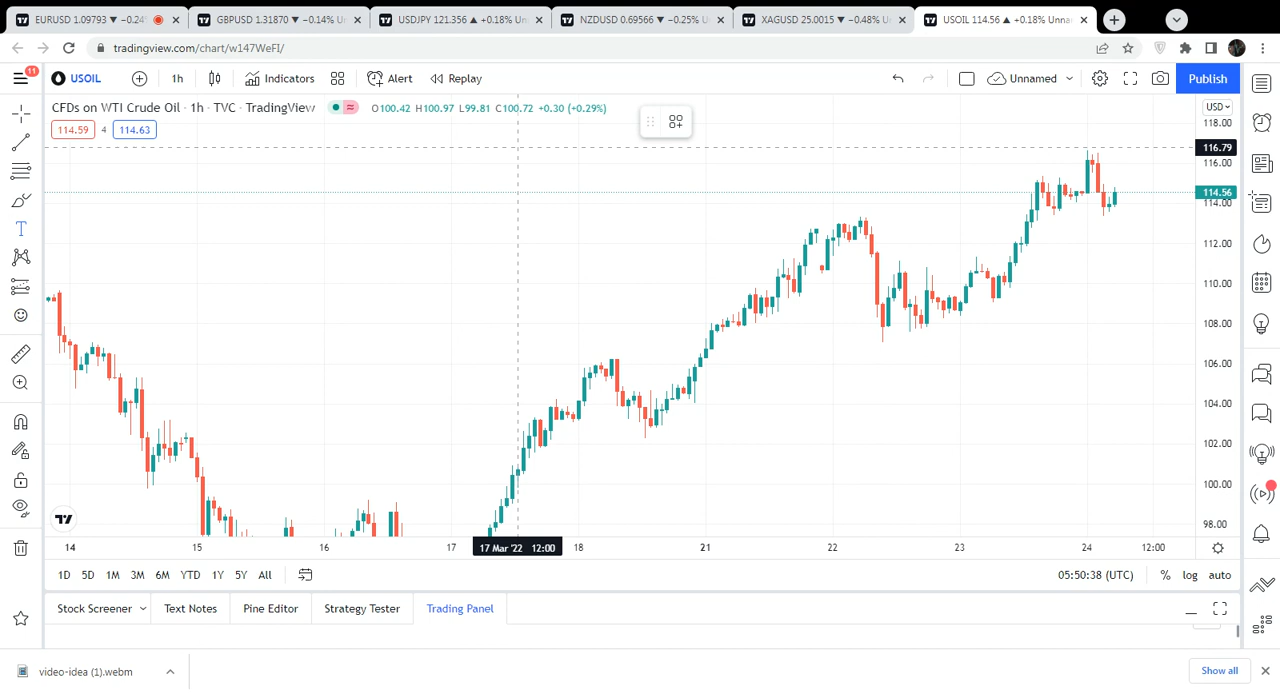 EURUSD 1.09793 ▼ −0.24
GBPUSD 1.31870 ▼ −0.14% Un
USDJPY 121.356 ▲ +0.18% Un
NZDUSD 0.69566 ▼ −0.25% U
XAGUSD 25.0015 ▼ −0.48% U
USOIL 114.56 ▲ +0.18% Unna
tradingview.com/chart/w147WeFI/
11
USOIL
1h
Indicators
Alert
Replay
Unnamed
Publish
CFDs on WTI Crude Oil · 1h · TVC · TradingView
O100.42 H100.97 L99.81 C100.72 +0.30 (+0.29%)
USD
114.59 4 114.63
118.00
116.79
116.00
114.56
114.00
112.00
110.00
108.00
106.00
104.00
102.00
100.00
98.00
14 15 16 17 17 Mar '22 12:00 18 21 22 23 24 12:00
1D 5D 1M 3M 6M YTD 1Y 5Y All
05:50:38 (UTC) % log auto
Stock Screener Text Notes Pine Editor Strategy Tester Trading Panel
video-idea (1).webm
Show all